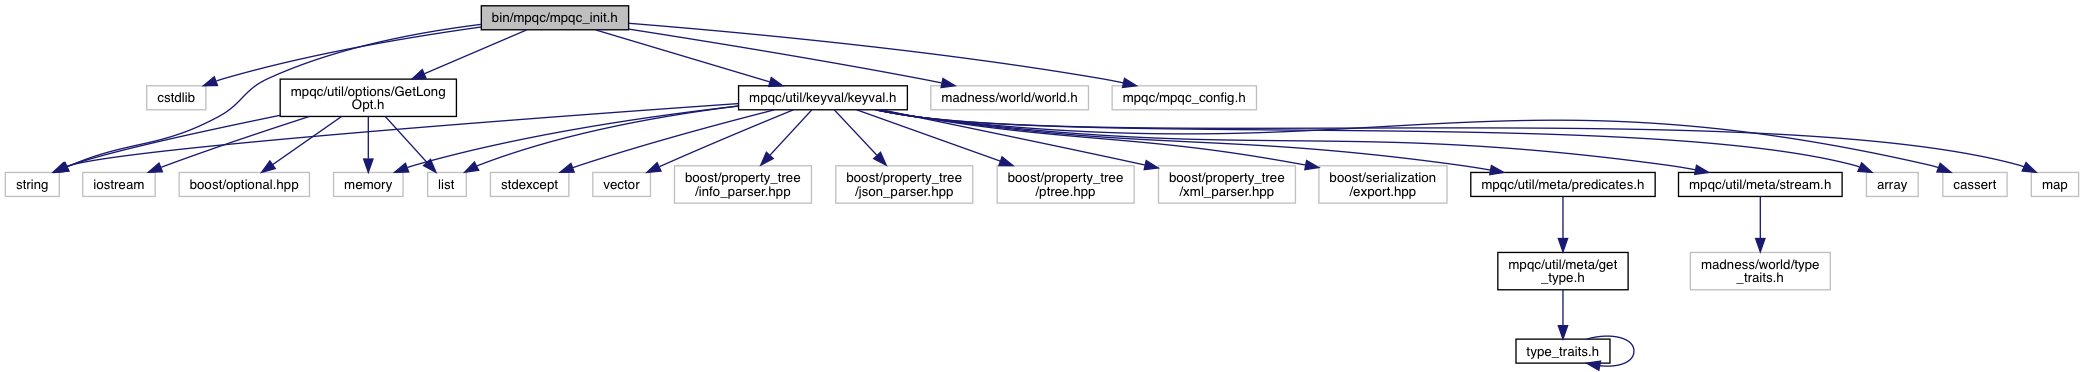 bin/mpqc/mpqc_init.h
cstdlib
mpqc/util/options/GetLong
Opt.h
mpqc/util/keyval/keyval.h
madness/world/world.h
mpqc/mpqc_config.h
string
iostream
boost/optional.hpp
memory
list
stdexcept
vector
boost/property_tree
/info_parser.hpp
boost/property_tree
/json_parser.hpp
boost/property_tree
/ptree.hpp
boost/property_tree
/xml_parser.hpp
boost/serialization
/export.hpp
mpqc/util/meta/predicates.h
mpqc/util/meta/stream.h
array
cassert
map
mpqc/util/meta/get
_type.h
madness/world/type
_traits.h
type_traits.h